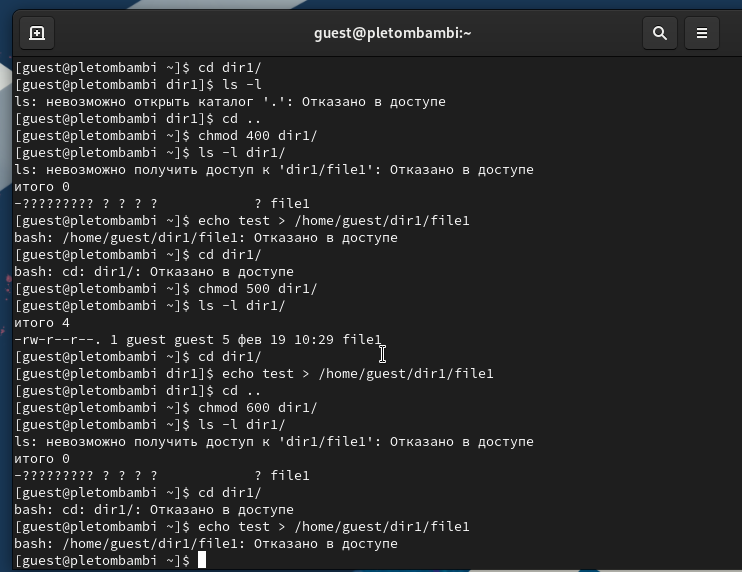 guest@pletombambi:~
[guest@pletombambi ~]$ cd dir1/
[guest@pletombambi dir1]$ ls -l
ls: невозможно открыть каталог '.': Отказано в доступе
[guest@pletombambi dir1]$ cd ..
[guest@pletombambi ~]$ chmod 400 dir1/
[guest@pletombambi ~]$ ls -l dir1/
ls: невозможно получить доступ к 'dir1/file1': Отказано в доступе
итого 0
-????????? ? ? ? ?            ? file1
[guest@pletombambi ~]$ echo test > /home/guest/dir1/file1
bash: /home/guest/dir1/file1: Отказано в доступе
[guest@pletombambi ~]$ cd dir1/
bash: cd: dir1/: Отказано в доступе
[guest@pletombambi ~]$ chmod 500 dir1/
[guest@pletombambi ~]$ ls -l dir1/
итого 4
-rw-r--r--. 1 guest guest 5 фев 19 10:29 file1
[guest@pletombambi ~]$ cd dir1/
[guest@pletombambi dir1]$ echo test > /home/guest/dir1/file1
[guest@pletombambi dir1]$ cd ..
[guest@pletombambi ~]$ chmod 600 dir1/
[guest@pletombambi ~]$ ls -l dir1/
ls: невозможно получить доступ к 'dir1/file1': Отказано в доступе
итого 0
-????????? ? ? ? ?            ? file1
[guest@pletombambi ~]$ cd dir1/
bash: cd: dir1/: Отказано в доступе
[guest@pletombambi ~]$ echo test > /home/guest/dir1/file1
bash: /home/guest/dir1/file1: Отказано в доступе
[guest@pletombambi ~]$